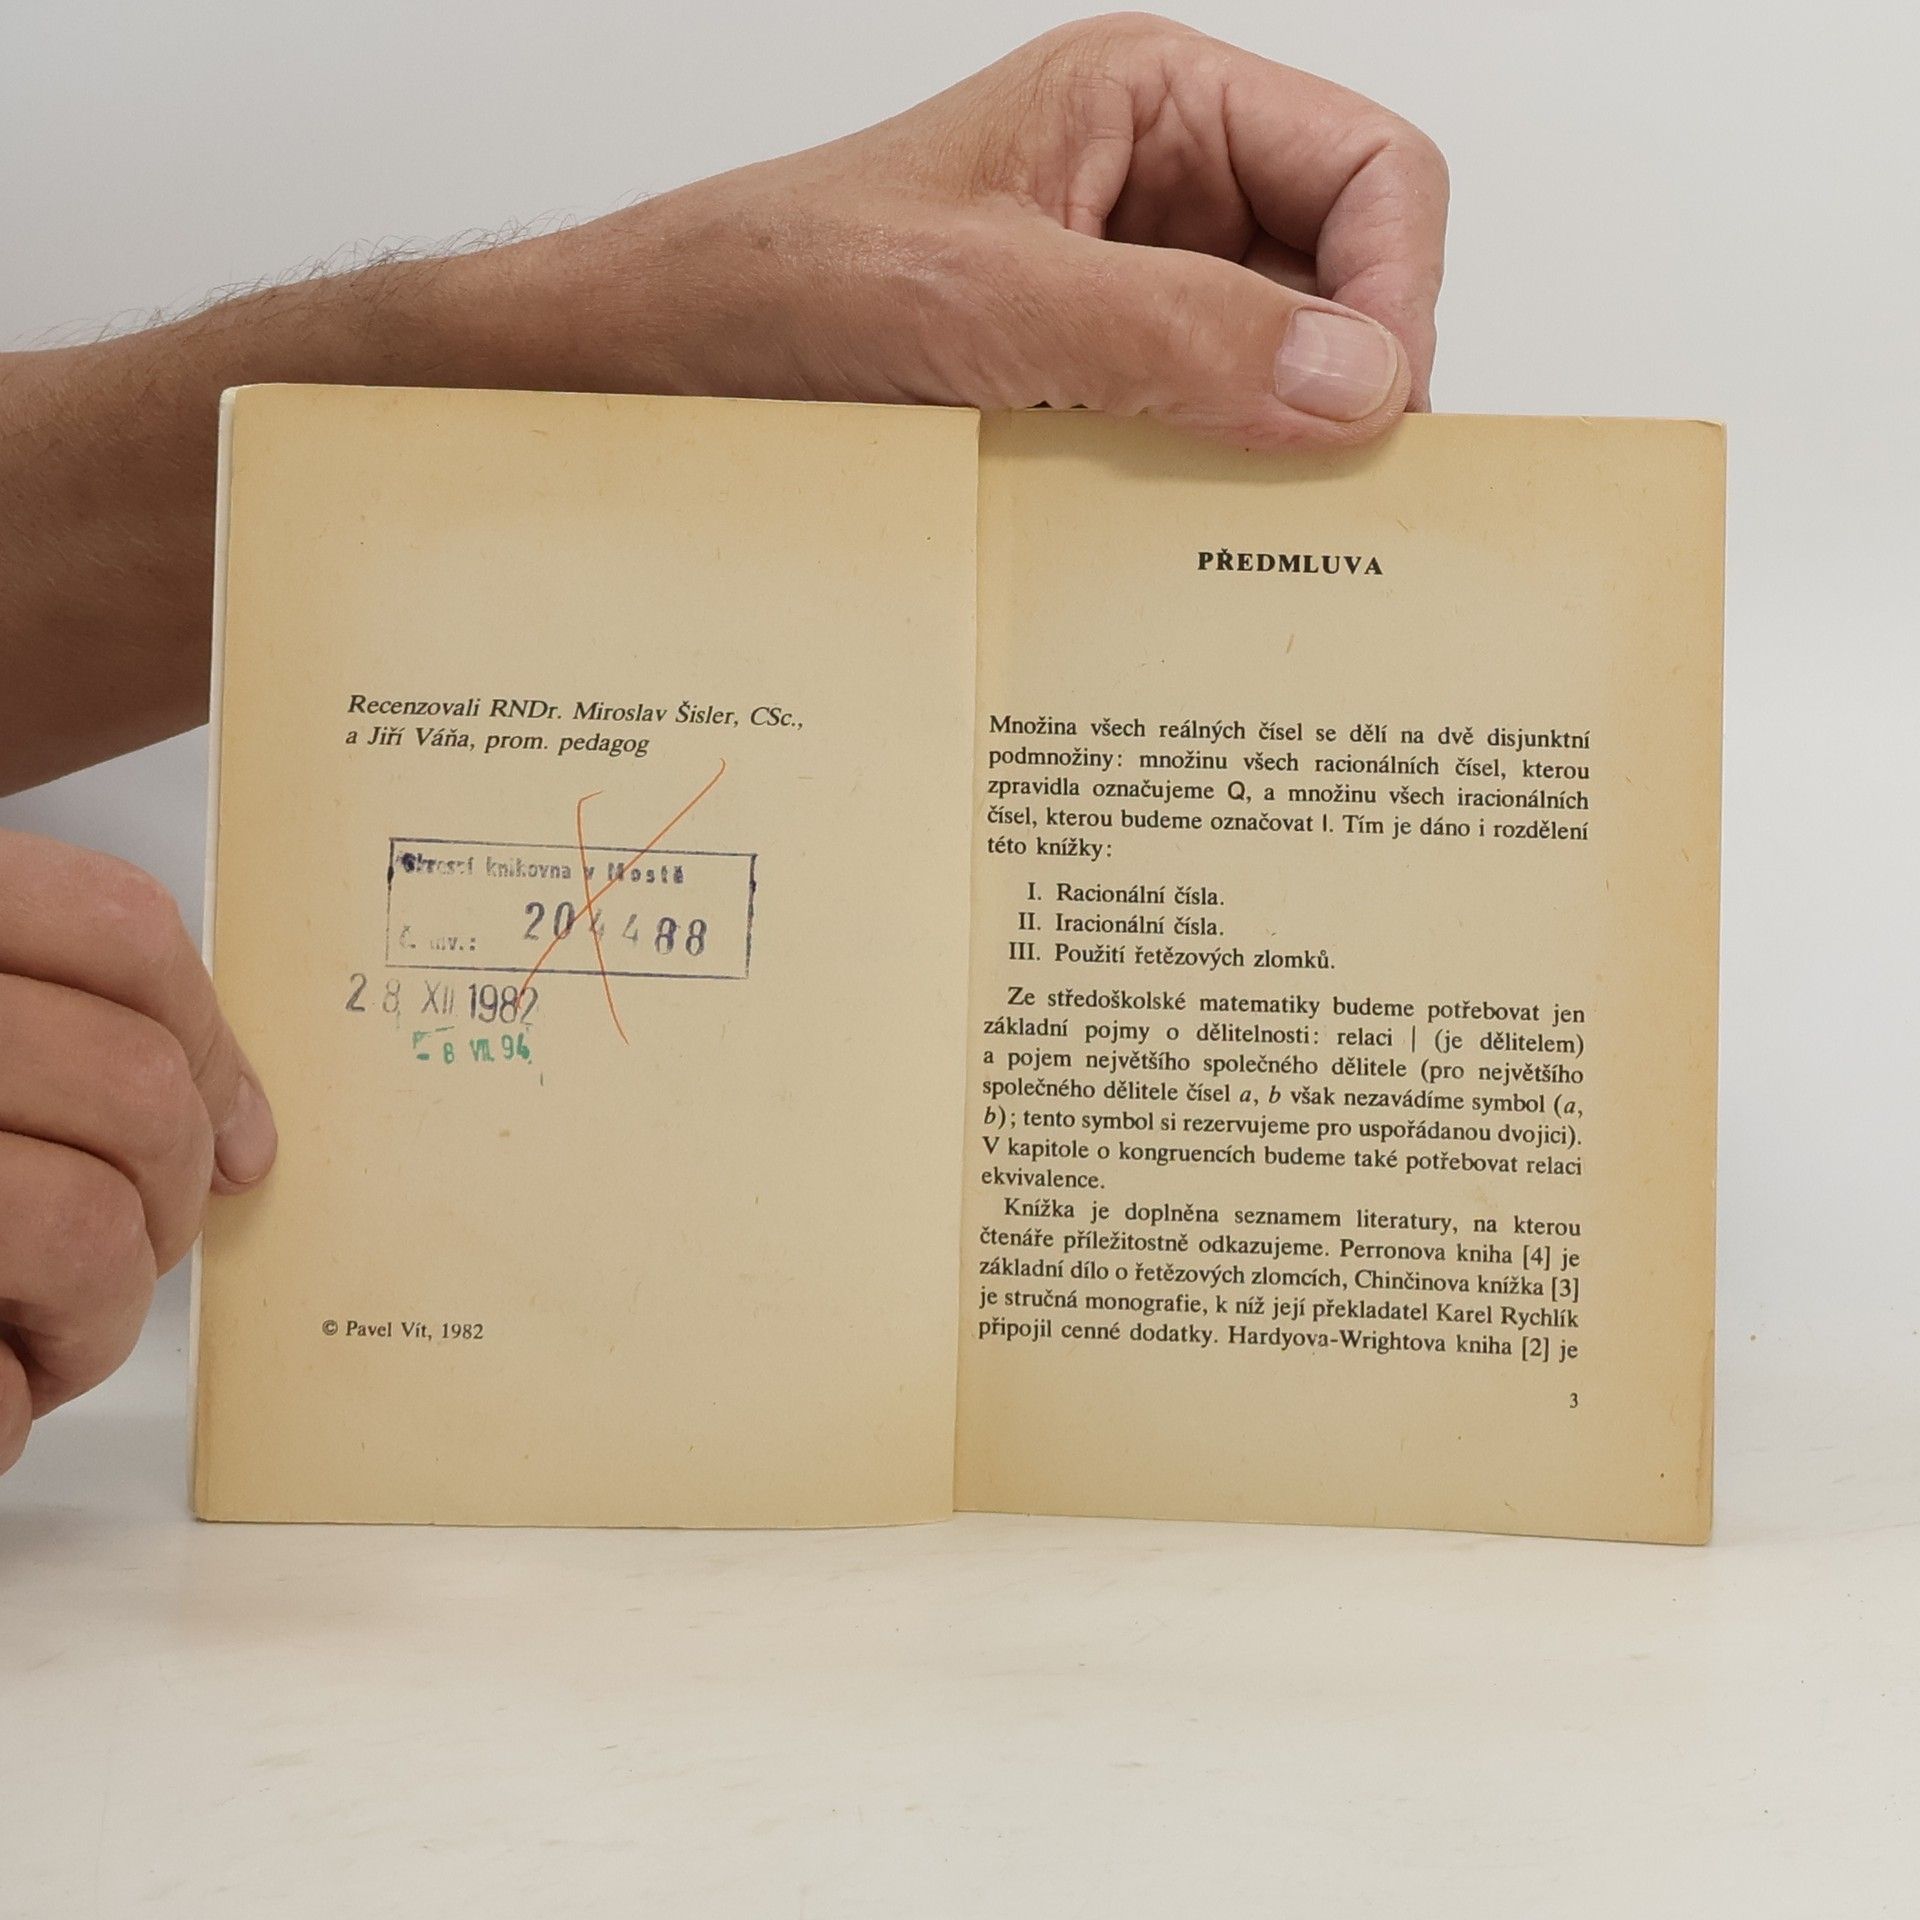 Recenzovali RNDr. Miroslav Šisler, CSc.,
a Jiří Váňa, prom. pedagog
Okresní knihovna v Mostě
č. inv.: 204488
28 XII 1982
- 8 VII. 94
© Pavel Vít, 1982
PŘEDMLUVA
Množina všech reálných čísel se dělí na dvě disjunktní
podmnožiny: množinu všech racionálních čísel, kterou
zpravidla označujeme Q, a množinu všech iracionálních
čísel, kterou budeme označovat I. Tím je dáno i rozdělení
této knížky:
I. Racionální čísla.
II. Iracionální čísla.
III. Použití řetězových zlomků.
Ze středoškolské matematiky budeme potřebovat jen
základní pojmy o dělitelnosti: relaci | (je dělitelem)
a pojem největšího společného dělitele (pro největšího
společného dělitele čísel a, b však nezavádíme symbol (a,
b); tento symbol si rezervujeme pro uspořádanou dvojici).
V kapitole o kongruencích budeme také potřebovat relaci
ekvivalence.
Knížka je doplněna seznamem literatury, na kterou
čtenáře příležitostně odkazujeme. Perronova kniha [4] je
základní dílo o řetězových zlomcích, Chinčinova knížka [3]
je stručná monografie, k níž její překladatel Karel Rychlík
připojil cenné dodatky. Hardyova-Wrightova kniha [2] je
3